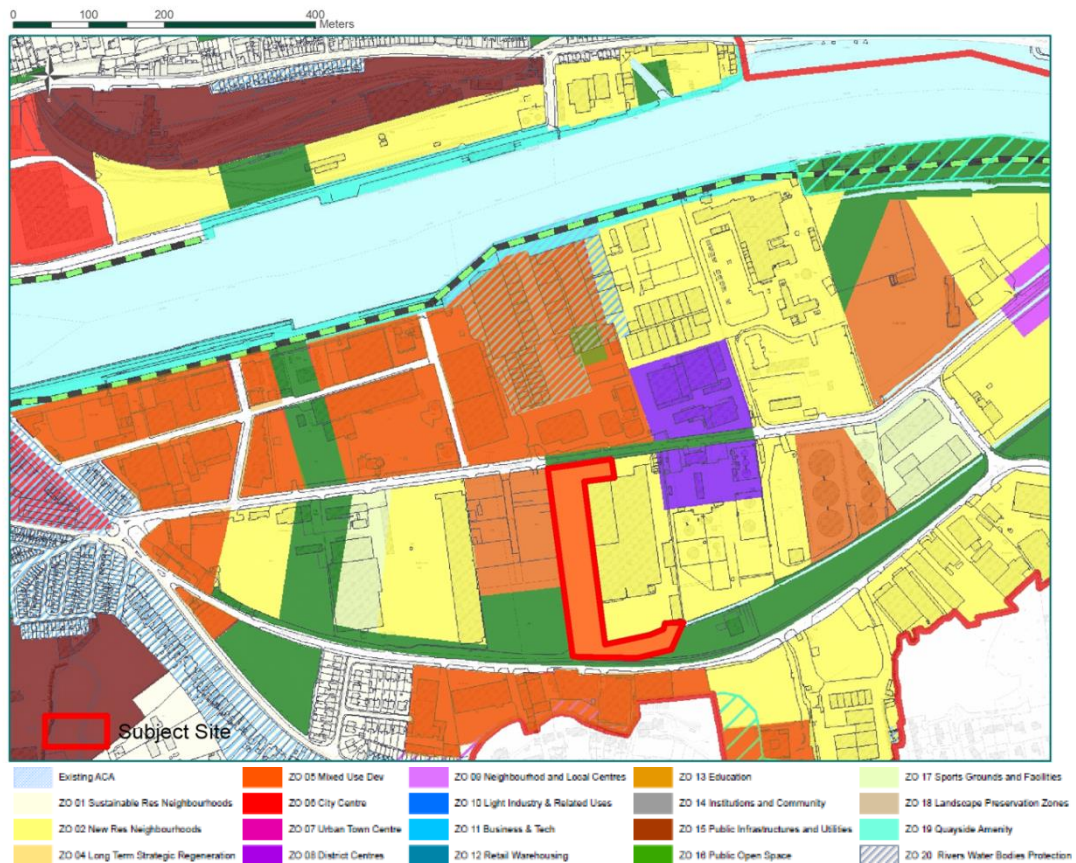 0 100 200 400
Meters
Subject Site
Existing ACA
ZO 05 Mixed Use Dev
ZO 09 Neighbourhod and Local Centres
ZO 13 Education
ZO 17 Sports Grounds and Facilities
ZO 01 Sustainable Res Neighbourhoods
ZO 06 City Centre
ZO 10 Light Industry & Related Uses
ZO 14 Institutions and Community
ZO 18 Landscape Preservation Zones
ZO 02 New Res Neighbourhoods
ZO 07 Urban Town Centre
ZO 11 Business & Tech
ZO 15 Public Infrastructures and Utilities
ZO 19 Quayside Amenity
ZO 04 Long Term Strategic Regeneration
ZO 08 District Centres
ZO 12 Retail Warehousing
ZO 16 Public Open Space
ZO 20 Rivers Water Bodies Protection